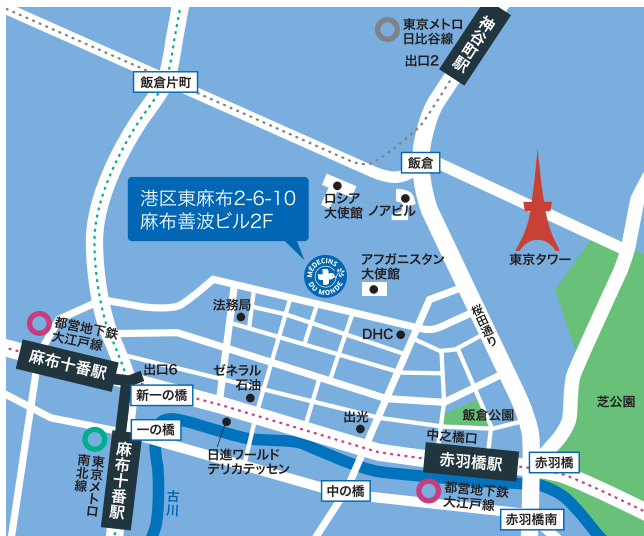 東京メトロ
日比谷線
出口2
神谷町駅
飯倉片町
飯倉
港区東麻布2-6-10
麻布善波ビル2F
ロシア
大使館
ノアビル
東京タワー
MÉDECINS
DU MONDE
アフガニスタン
大使館
法務局
桜田通り
都営地下鉄
大江戸線
DHC
麻布十番駅
出口6
ゼネラル
石油
新一の橋
芝公園
飯倉公園
出光
一の橋
中之橋口
日進ワールド
デリカテッセン
赤羽橋駅
赤羽橋
東京メトロ
南北線
麻布十番駅
古川
中の橋
都営地下鉄
大江戸線
赤羽橋南